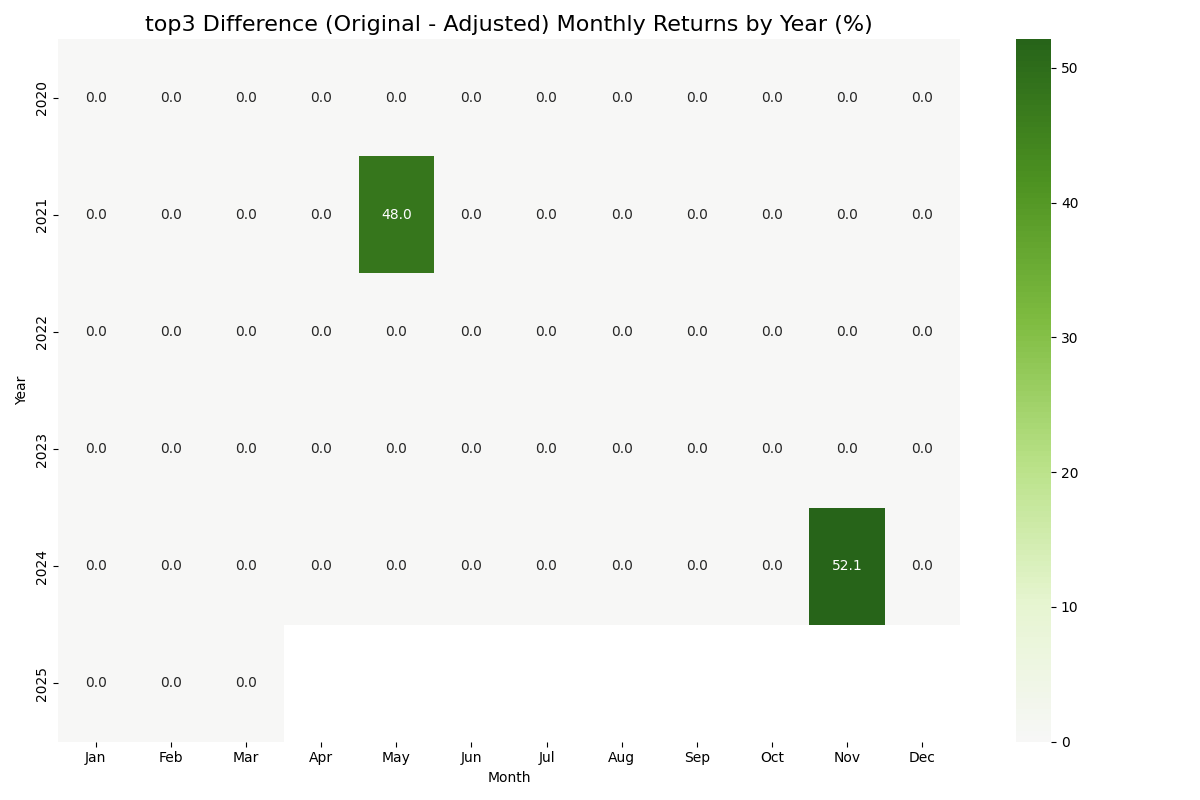 top3 Difference (Original - Adjusted) Monthly Returns by Year (%)
2020 0.0 0.0 0.0 0.0 0.0 0.0 0.0 0.0 0.0 0.0 0.0 0.0
2021 0.0 0.0 0.0 0.0 48.0 0.0 0.0 0.0 0.0 0.0 0.0 0.0
2022 0.0 0.0 0.0 0.0 0.0 0.0 0.0 0.0 0.0 0.0 0.0 0.0
2023 0.0 0.0 0.0 0.0 0.0 0.0 0.0 0.0 0.0 0.0 0.0 0.0
2024 0.0 0.0 0.0 0.0 0.0 0.0 0.0 0.0 0.0 0.0 52.1 0.0
2025 0.0 0.0 0.0
Jan Feb Mar Apr May Jun Jul Aug Sep Oct Nov Dec
Month
Year
50
40
30
20
10
0